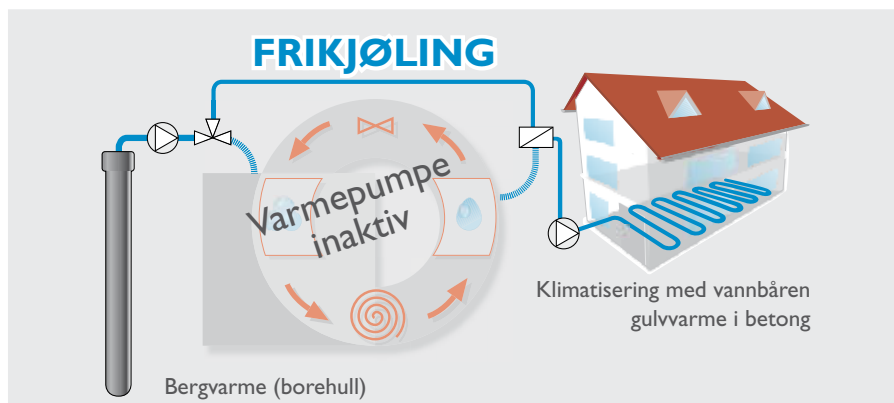 FRIKJØLING
Varmepumpe
inaktiv
Klimatisering med vannbåren
gulvvarme i betong
Bergvarme (borehull)